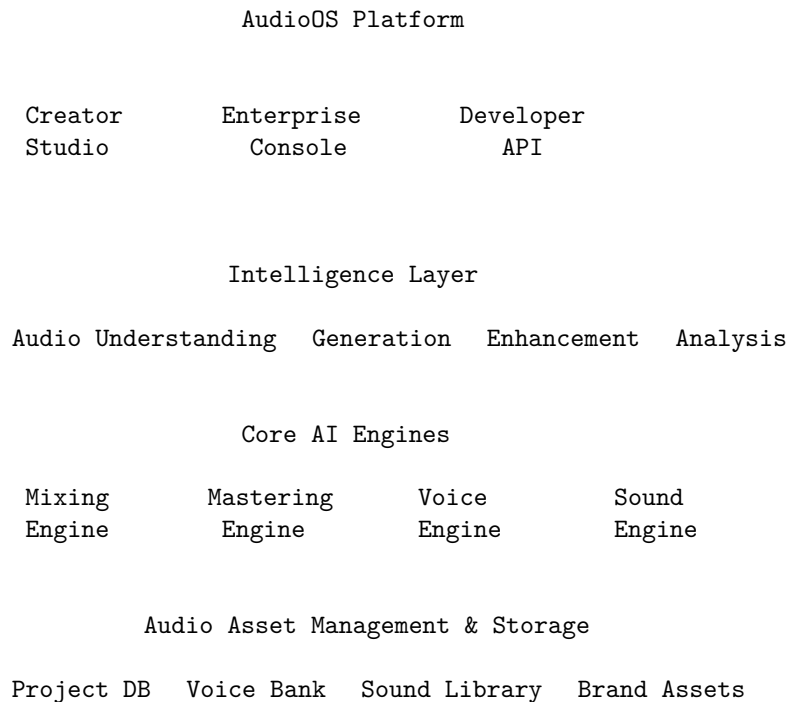 AudioOS Platform
Creator Enterprise Developer
Studio Console API
Intelligence Layer
Audio Understanding Generation Enhancement Analysis
Core AI Engines
Mixing Mastering Voice Sound
Engine Engine Engine Engine
Audio Asset Management & Storage
Project DB Voice Bank Sound Library Brand Assets